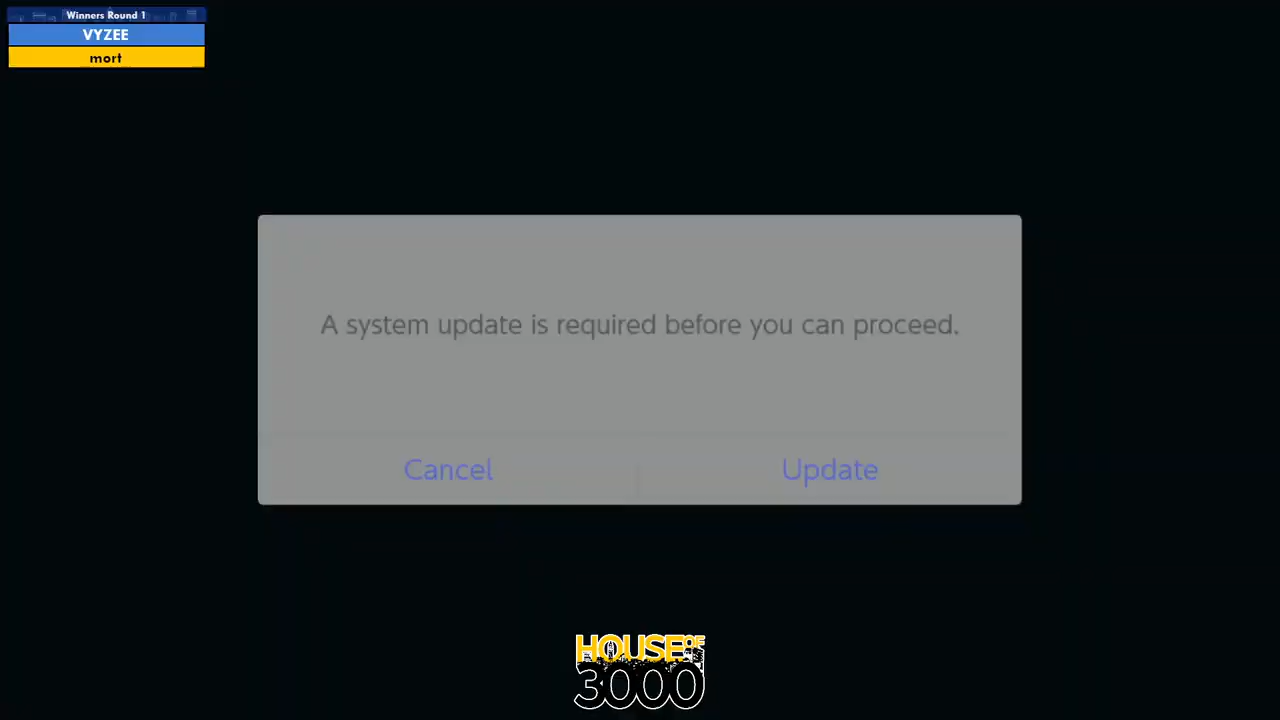 Winners Round 1
VYZEE
mort
A system update is required before you can proceed.
Cancel
Update
HOUSE OF
3000